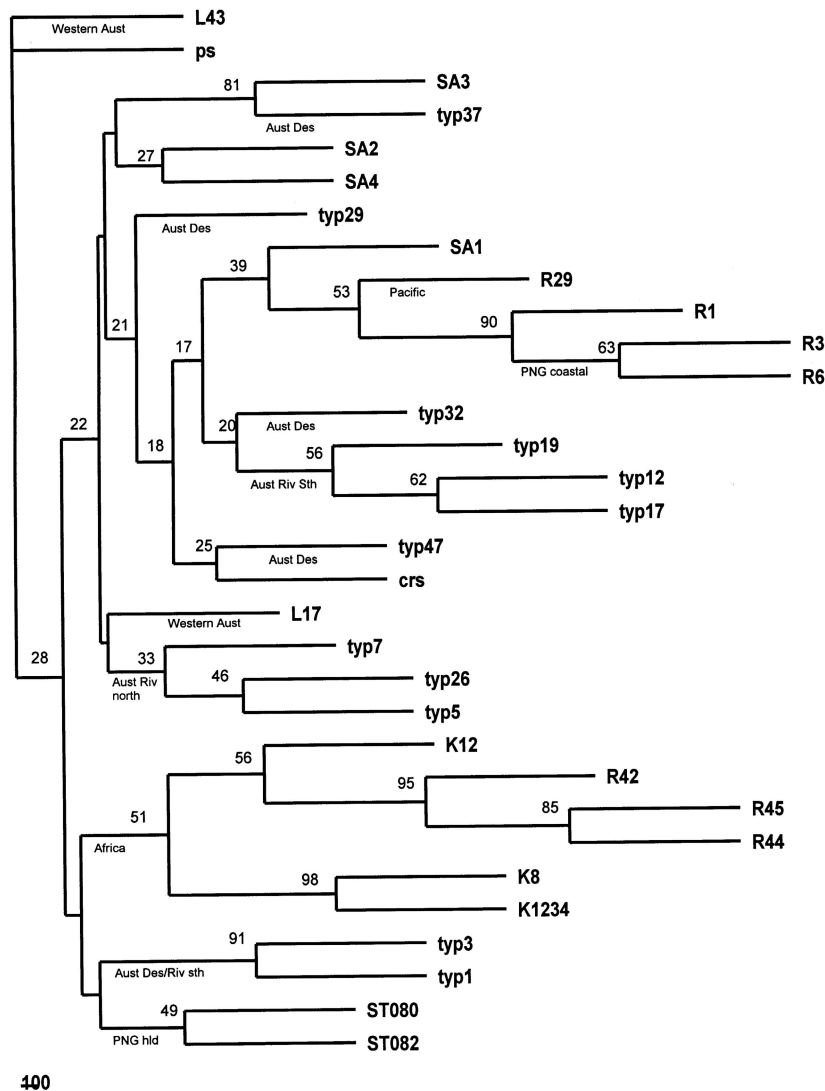 L43
Western Aust
ps
81
SA3
typ37
Aust Des
27
SA2
SA4
typ29
Aust Des
SA1
39
R29
53
Pacific
R1
90
R3
63
PNG coastal
R6
21
17
typ32
20
Aust Des
typ19
22
18
56
Aust Riv Sth
typ12
62
typ17
typ47
25
Aust Des
crs
L17
Western Aust
typ7
28
33
Aust Riv
north
typ26
46
typ5
K12
56
R42
95
R45
85
R44
51
Africa
K8
98
K1234
typ3
91
Aust Des/Riv sth
typ1
ST080
49
PNG hld
ST082
100